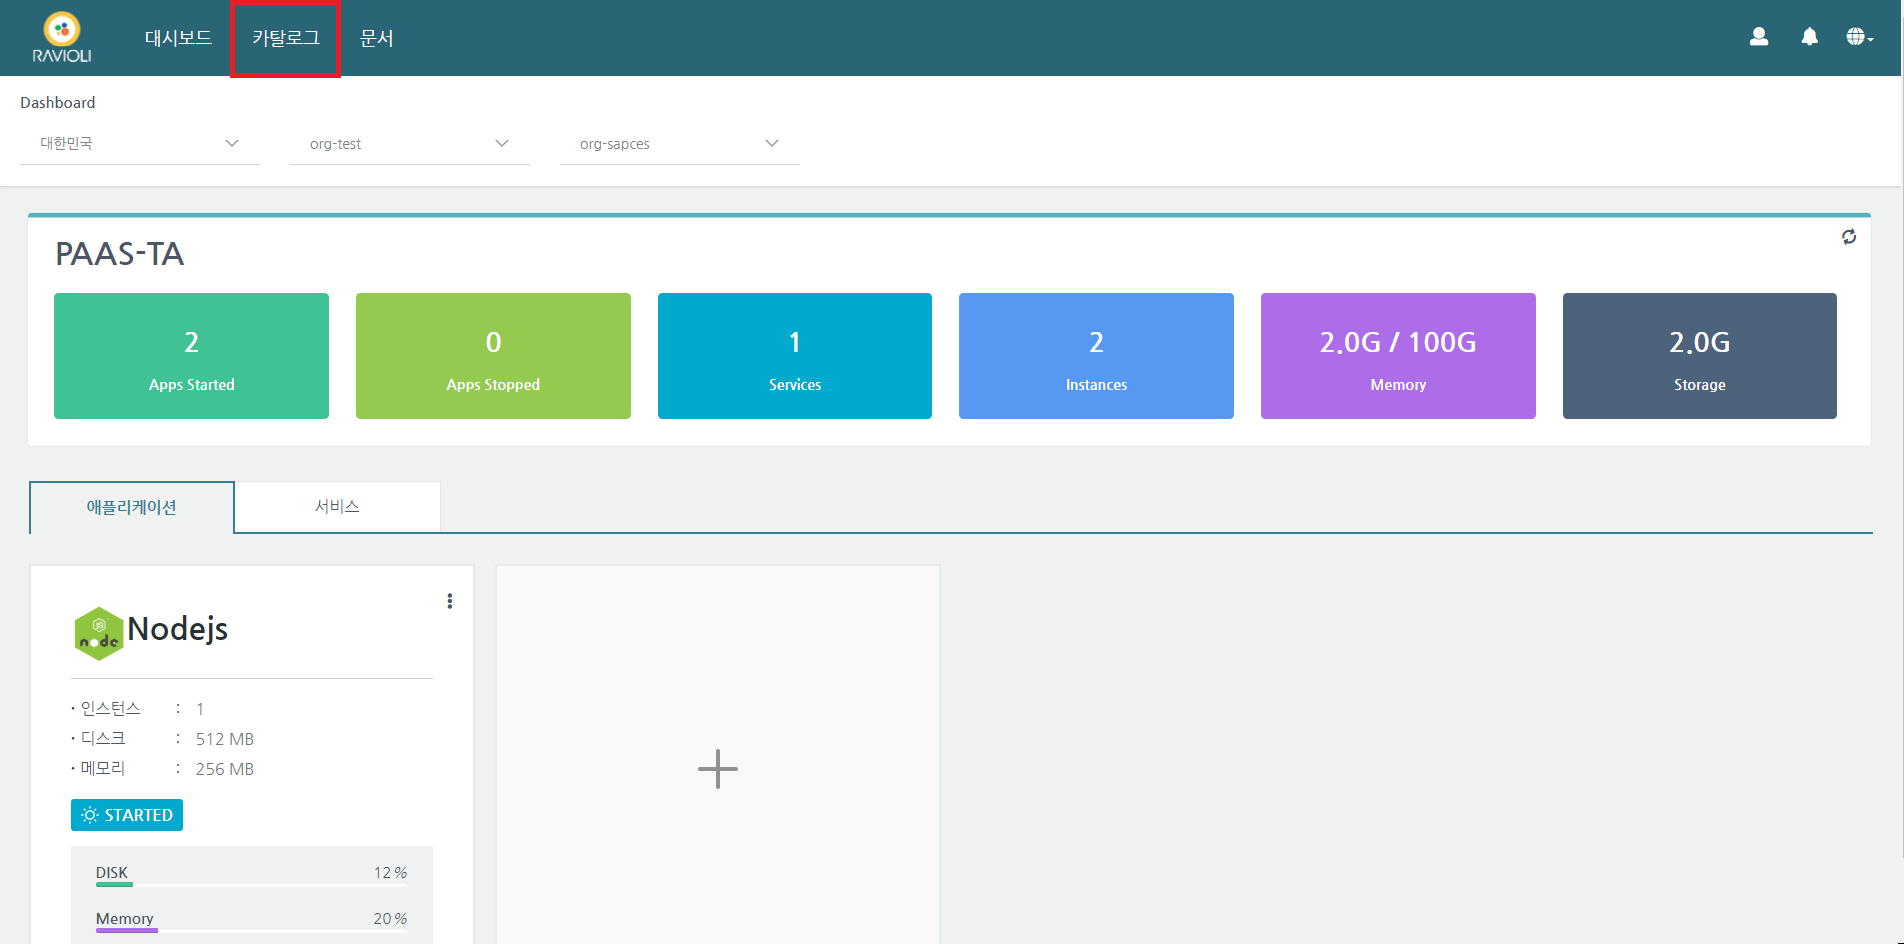 RAVIOLI
대시보드 카탈로그 문서
Dashboard
대한민국 org-test org-sapces
PAAS-TA
2
Apps Started
0
Apps Stopped
1
Services
2
Instances
2.0G / 100G
Memory
2.0G
Storage
애플리케이션 서비스
JS
node
Nodejs
· 인스턴스 : 1
· 디스크 : 512 MB
· 메모리 : 256 MB
STARTED
DISK 12 %
Memory 20 %